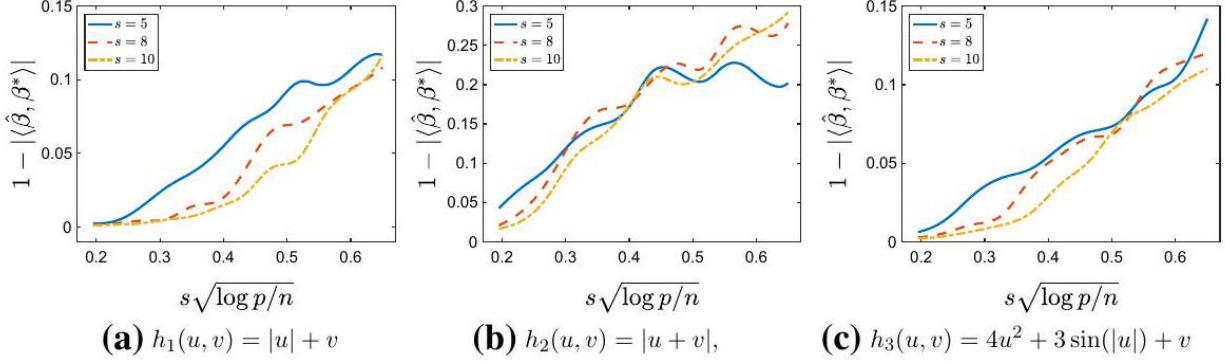 0.15
s = 5
s = 8
s = 10
0.1
0.05
0
1 − |⟨β̂, β*⟩|
0.2 0.3 0.4 0.5 0.6
s√log p/n
(a) h₁(u, v) = |u| + v
0.3
s = 5
s = 8
s = 10
0.25
0.2
0.15
0.1
0.05
0
1 − |⟨β̂, β*⟩|
0.2 0.3 0.4 0.5 0.6
s√log p/n
(b) h₂(u, v) = |u + v|,
0.15
s = 5
s = 8
s = 10
0.1
0.05
0
1 − |⟨β̂, β*⟩|
0.2 0.3 0.4 0.5 0.6
s√log p/n
(c) h₃(u, v) = 4u² + 3 sin(|u|) + v